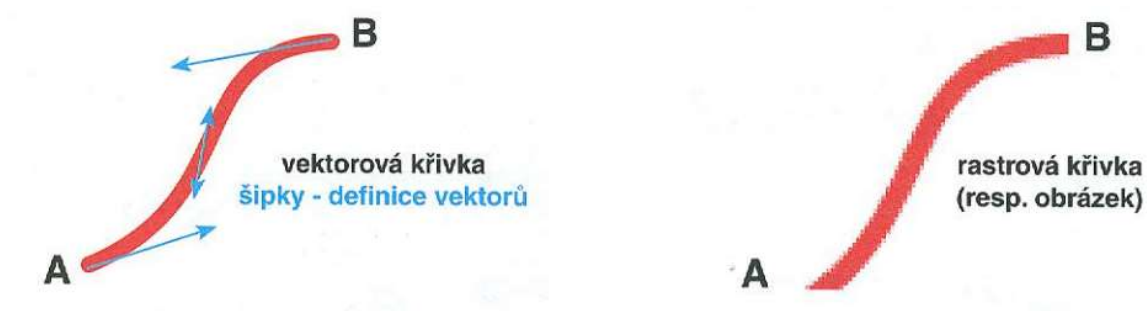 B
vektorová křivka
šipky - definice vektorů
A
B
rastrová křivka
(resp. obrázek)
A